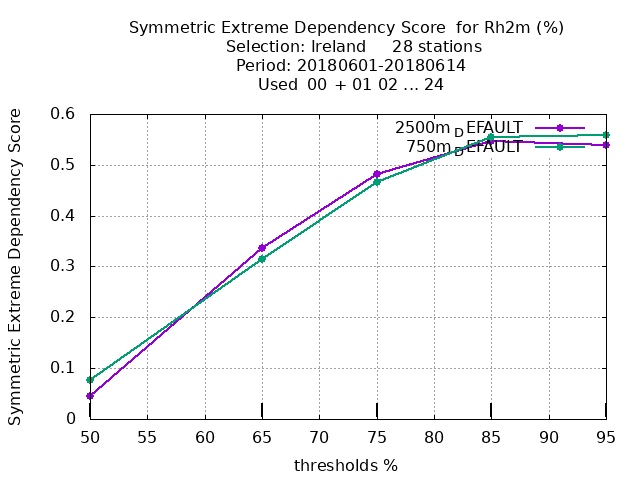 Symmetric Extreme Dependency Score  for Rh2m (%)
Selection: Ireland     28 stations
Period: 20180601-20180614
Used  00  + 01 02 ... 24
Symmetric Extreme Dependency Score
0.6
0.5
0.4
0.3
0.2
0.1
0
2500m_DEFAULT
750m_DEFAULT
50 55 60 65 70 75 80 85 90 95
thresholds %